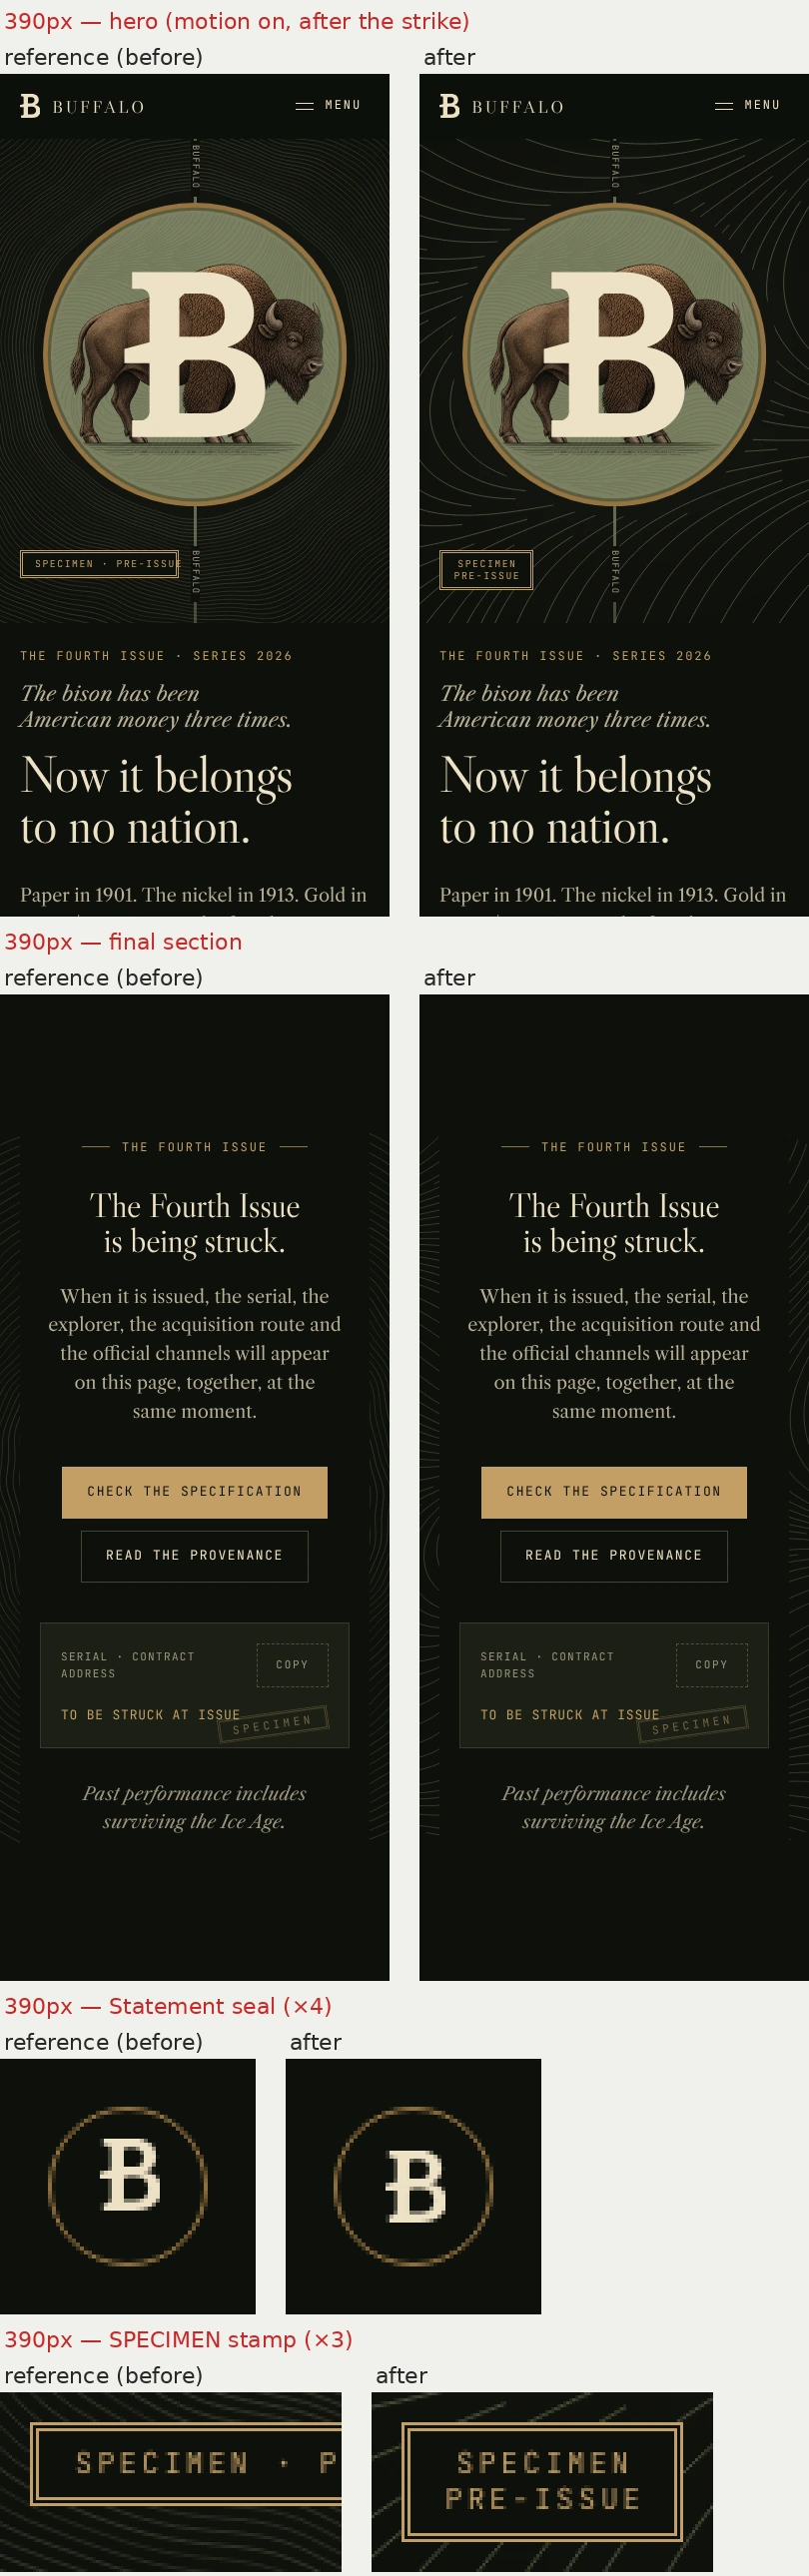 390px — hero (motion on, after the strike)
reference (before)
after
B BUFFALO
MENU
B BUFFALO
MENU
BUFFALO
BUFFALO
B
B
SPECIMEN · PRE-ISSUE
BUFFALO
SPECIMEN
PRE-ISSUE
BUFFALO
THE FOURTH ISSUE · SERIES 2026
The bison has been
American money three times.
Now it belongs
to no nation.
Paper in 1901. The nickel in 1913. Gold in
THE FOURTH ISSUE · SERIES 2026
The bison has been
American money three times.
Now it belongs
to no nation.
Paper in 1901. The nickel in 1913. Gold in
390px — final section
reference (before)
after
THE FOURTH ISSUE
The Fourth Issue
is being struck.
When it is issued, the serial, the
explorer, the acquisition route and
the official channels will appear
on this page, together, at the
same moment.
CHECK THE SPECIFICATION
READ THE PROVENANCE
SERIAL · CONTRACT
ADDRESS
COPY
TO BE STRUCK AT ISSUE
SPECIMEN
Past performance includes
surviving the Ice Age.
THE FOURTH ISSUE
The Fourth Issue
is being struck.
When it is issued, the serial, the
explorer, the acquisition route and
the official channels will appear
on this page, together, at the
same moment.
CHECK THE SPECIFICATION
READ THE PROVENANCE
SERIAL · CONTRACT
ADDRESS
COPY
TO BE STRUCK AT ISSUE
SPECIMEN
Past performance includes
surviving the Ice Age.
390px — Statement seal (×4)
reference (before)
after
B
B
390px — SPECIMEN stamp (×3)
reference (before)
after
SPECIMEN · P
SPECIMEN
PRE-ISSUE